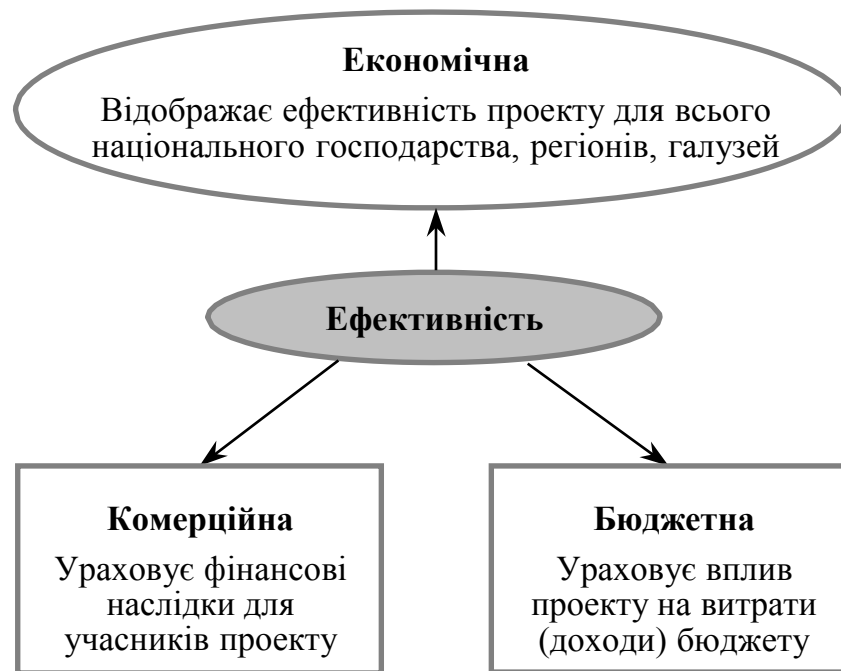 Економічна
Відображає ефективність проекту для всього
національного господарства, регіонів, галузей
Ефективність
Комерційна
Ураховує фінансові
наслідки для
учасників проекту
Бюджетна
Ураховує вплив
проекту на витрати
(доходи) бюджету